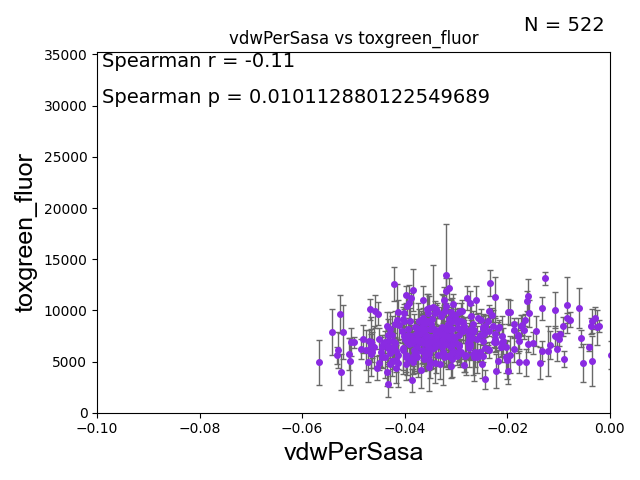 N = 522
vdwPerSasa vs toxgreen_fluor
Spearman r = -0.11
Spearman p = 0.010112880122549689
toxgreen_fluor
35000
30000
25000
20000
15000
10000
5000
0
−0.10 −0.08 −0.06 −0.04 −0.02 0.00
vdwPerSasa